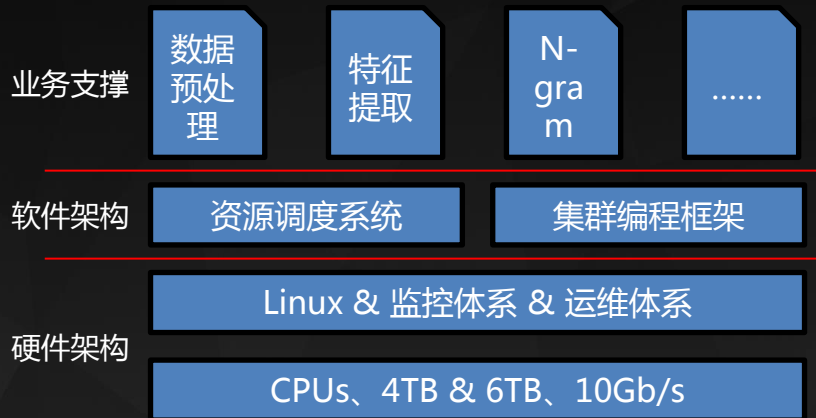 业务支撑
数据
预处
理
特征
提取
N-
gra
m
……
软件架构
资源调度系统
集群编程框架
硬件架构
Linux & 监控体系 & 运维体系
CPUs、4TB & 6TB、10Gb/s